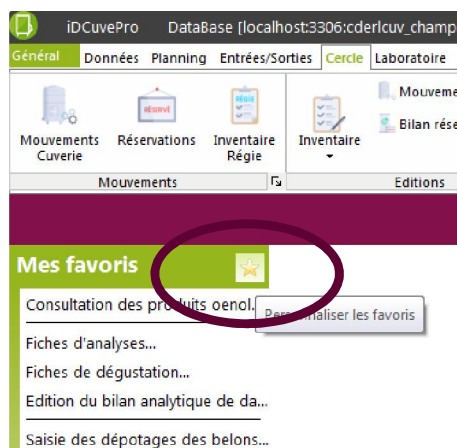 iDCuvePro DataBase [localhost:3306:cderlcuv_champ
Général Données Planning Entrées/Sorties Cercle Laboratoire
Mouvements Cuverie
Réservations
RÉSERVÉ
Inventaire Régie
RÉGIE
Inventaire
Mouveme
Bilan rése
Mouvements
Editions
Mes favoris
Consultation des produits oenol...
Personnaliser les favoris
Fiches d'analyses...
Fiches de dégustation...
Edition du bilan analytique de da...
Saisie des dépotages des belons...